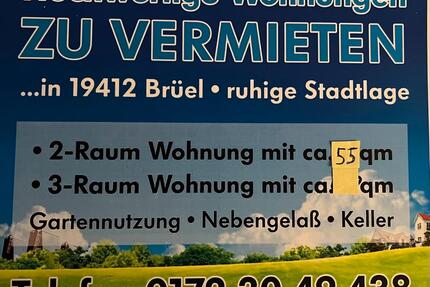 ZU VERMIETEN
...in 19412 Brüel • ruhige Stadtlage
• 2-Raum Wohnung mit ca. 55 qm
• 3-Raum Wohnung mit ca. qm
Gartennutzung • Nebengelaß • Keller